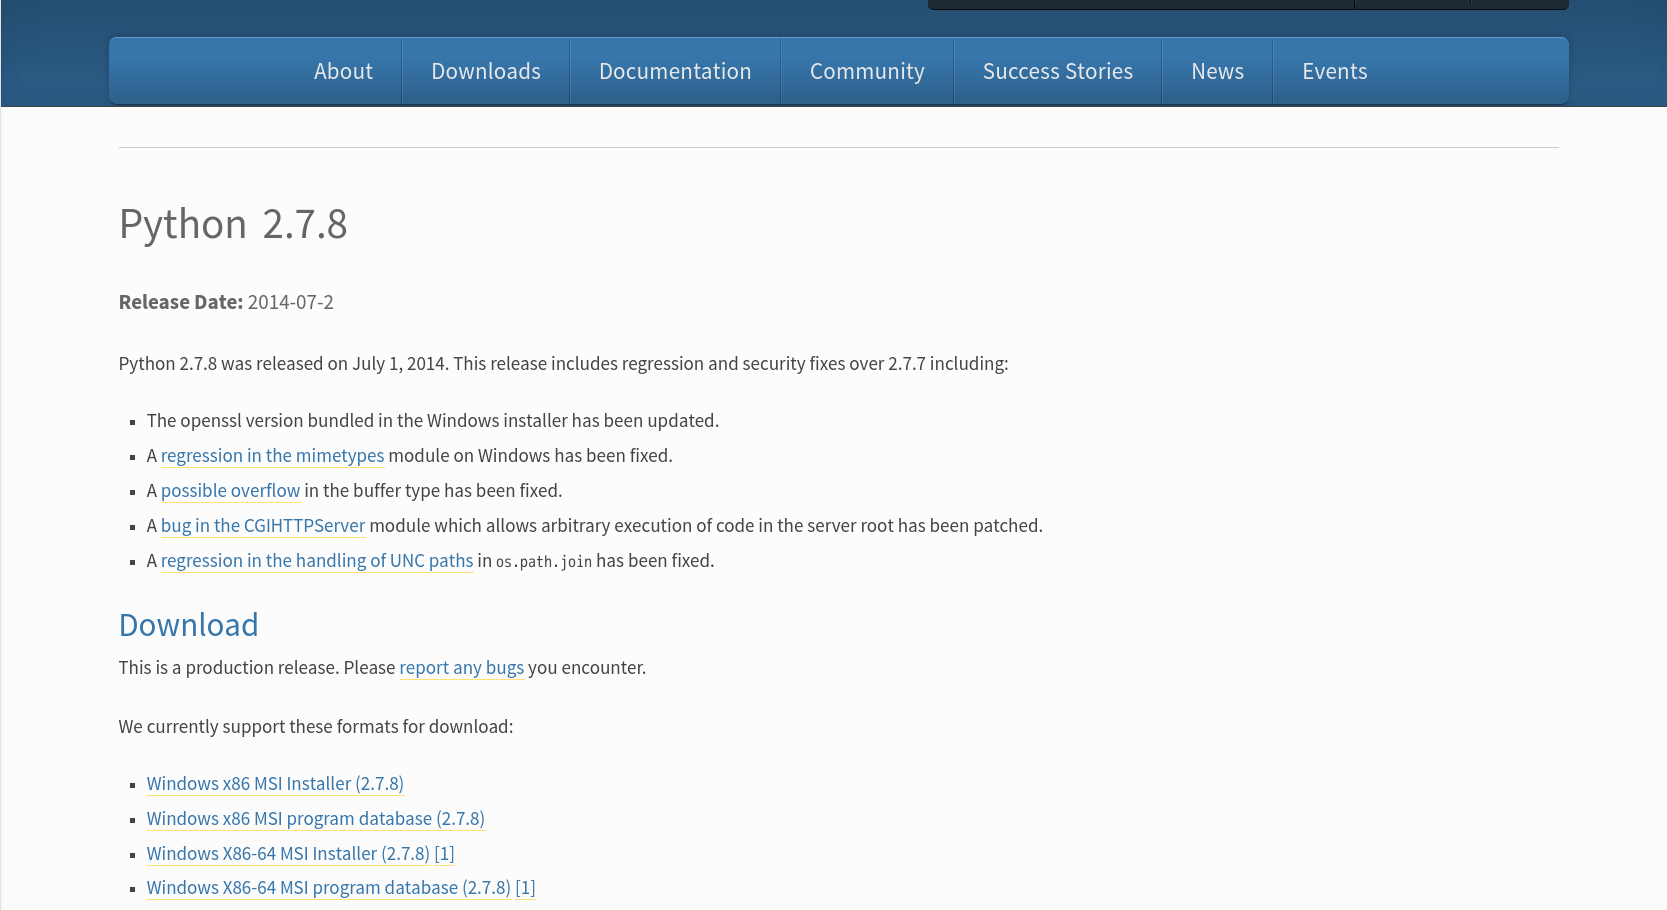 About Downloads Documentation Community Success Stories News Events
Python 2.7.8
Release Date: 2014-07-2
Python 2.7.8 was released on July 1, 2014. This release includes regression and security fixes over 2.7.7 including:
The openssl version bundled in the Windows installer has been updated.
A regression in the mimetypes module on Windows has been fixed.
A possible overflow in the buffer type has been fixed.
A bug in the CGIHTTPServer module which allows arbitrary execution of code in the server root has been patched.
A regression in the handling of UNC paths in os.path.join has been fixed.
Download
This is a production release. Please report any bugs you encounter.
We currently support these formats for download:
Windows x86 MSI Installer (2.7.8)
Windows x86 MSI program database (2.7.8)
Windows X86-64 MSI Installer (2.7.8) [1]
Windows X86-64 MSI program database (2.7.8) [1]